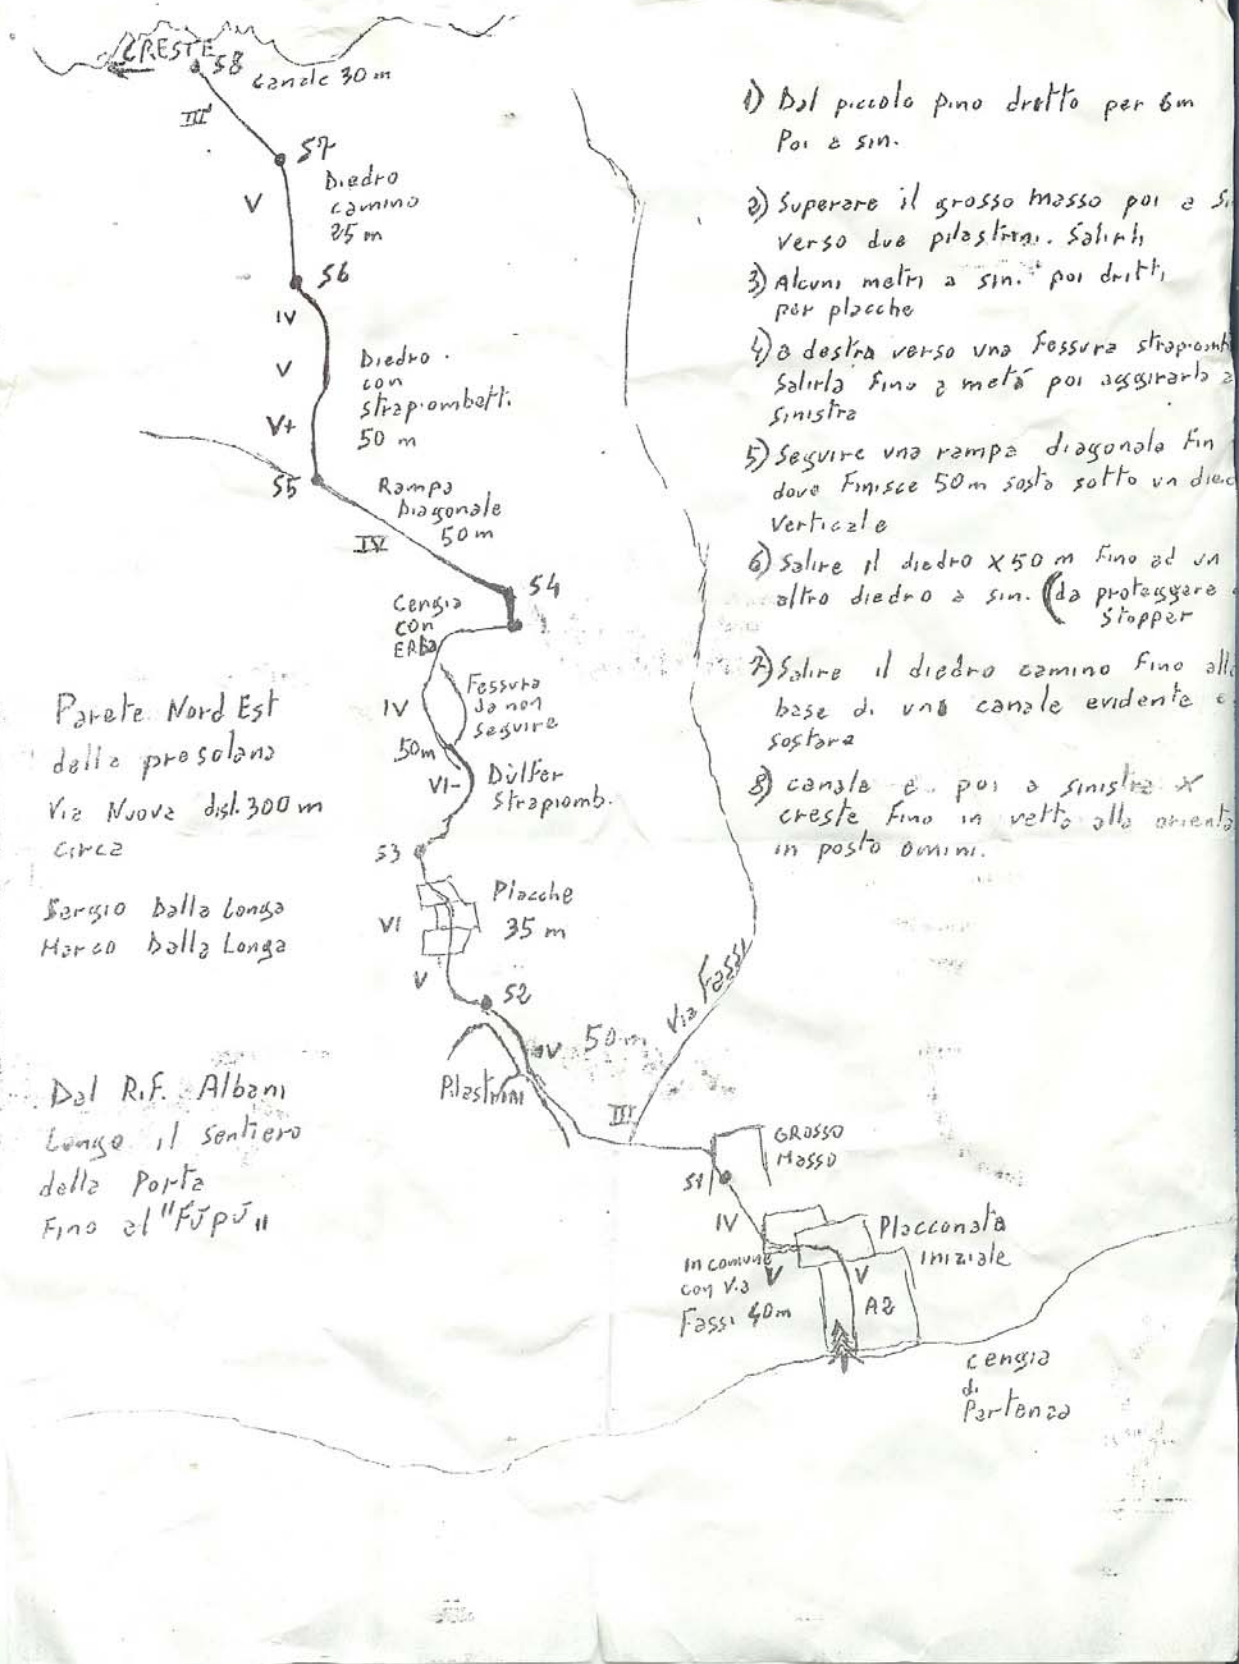 CRESTE
S8
Canale 30 m
III°
S7
Diedro
camino
25 m
V
S6
IV
V
V+
Diedro
con
strapiombetti
50 m
S5
Rampa
Diagonale
50 m
IV
S4
Cengia
CON
ERBA
Fessura
da non
seguire
IV
50m
VI-
Dülfer
strapiomb.
S3
Placche
35 m
VI
V
S2
IV
50 m
Via Fassi
Pilastrini
III°
GROSSO
MASSO
S1
IV
Placconata
iniziale
In comune
con via
Fassi 40m
V
V
A2
Cengia
di
Partenza
1) Dal piccolo pino dritto per 6m
Poi a sin.
2) Superare il grosso masso poi a
verso due pilastrini. Salirli
3) Alcuni metri a sin. poi dritti
per placche
4) a destra verso una fessura
Salirla fino a metà poi aggirarla a
sinistra
5) Seguire una rampa diagonale fin
dove finisce 50m sosta sotto un
verticale
6) Salire il diedro x 50 m fino ad un
altro diedro a sin. (da proteggere
Stopper
7) Salire il diedro camino fino
base di uno canale evidente e
sostare
8) canale e poi a sinistra x
creste fino in vetta alla
in posto omini.
Parete Nord Est
della presolana
Via Nuova disl. 300 m
circa
Sergio Dalla Longa
Marco Dalla Longa
Dal Rif. Albani
Lungo il sentiero
della Porta
Fino al "Fupù"